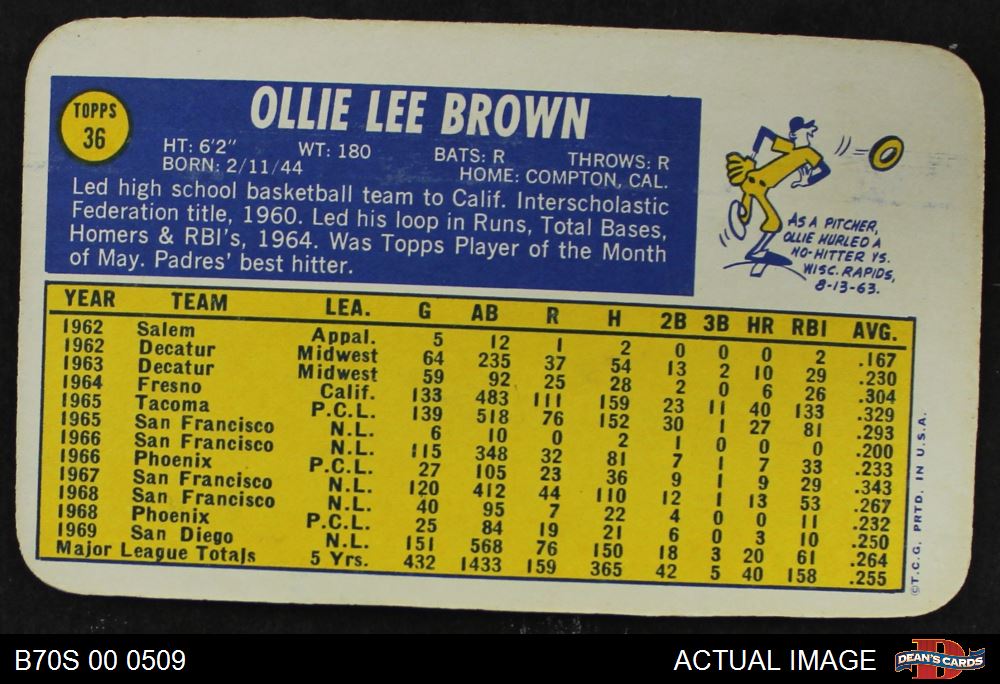 TOPPS
36
OLLIE LEE BROWN
HT: 6'2" WT: 180 BATS: R THROWS: R
BORN: 2/11/44 HOME: COMPTON, CAL.
Led high school basketball team to Calif. Interscholastic
Federation title, 1960. Led his loop in Runs, Total Bases,
Homers & RBI's, 1964. Was Topps Player of the Month
of May. Padres' best hitter.
AS A PITCHER,
OLLIE HURLED A
NO-HITTER VS.
WISC. RAPIDS,
8-13-63.
YEAR TEAM LEA. G AB R H 2B 3B HR RBI AVG.
1962 Salem Appal. 5 12 1 2 0 0 0 2 .167
1962 Decatur Midwest 64 235 37 54 13 2 10 29 .230
1963 Decatur Midwest 59 92 25 28 2 0 6 26 .304
1964 Fresno Calif. 133 483 111 159 23 11 40 133 .329
1965 Tacoma P.C.L. 139 518 76 152 30 1 27 81 .293
1965 San Francisco N.L. 6 10 0 2 1 0 0 0 .200
1966 San Francisco N.L. 115 348 32 81 7 1 7 33 .233
1966 Phoenix P.C.L. 27 105 23 36 9 1 9 29 .343
1967 San Francisco N.L. 120 412 44 110 12 1 13 53 .267
1968 San Francisco N.L. 40 95 7 22 4 0 0 11 .232
1968 Phoenix P.C.L. 25 84 19 21 6 0 3 10 .250
1969 San Diego N.L. 151 568 76 150 18 3 20 61 .264
Major League Totals 5 Yrs. 432 1433 159 365 42 5 40 158 .255
©T.C.G. PRTD. IN U.S.A.
B70S 00 0509 ACTUAL IMAGE
D
DEAN'S CARDS